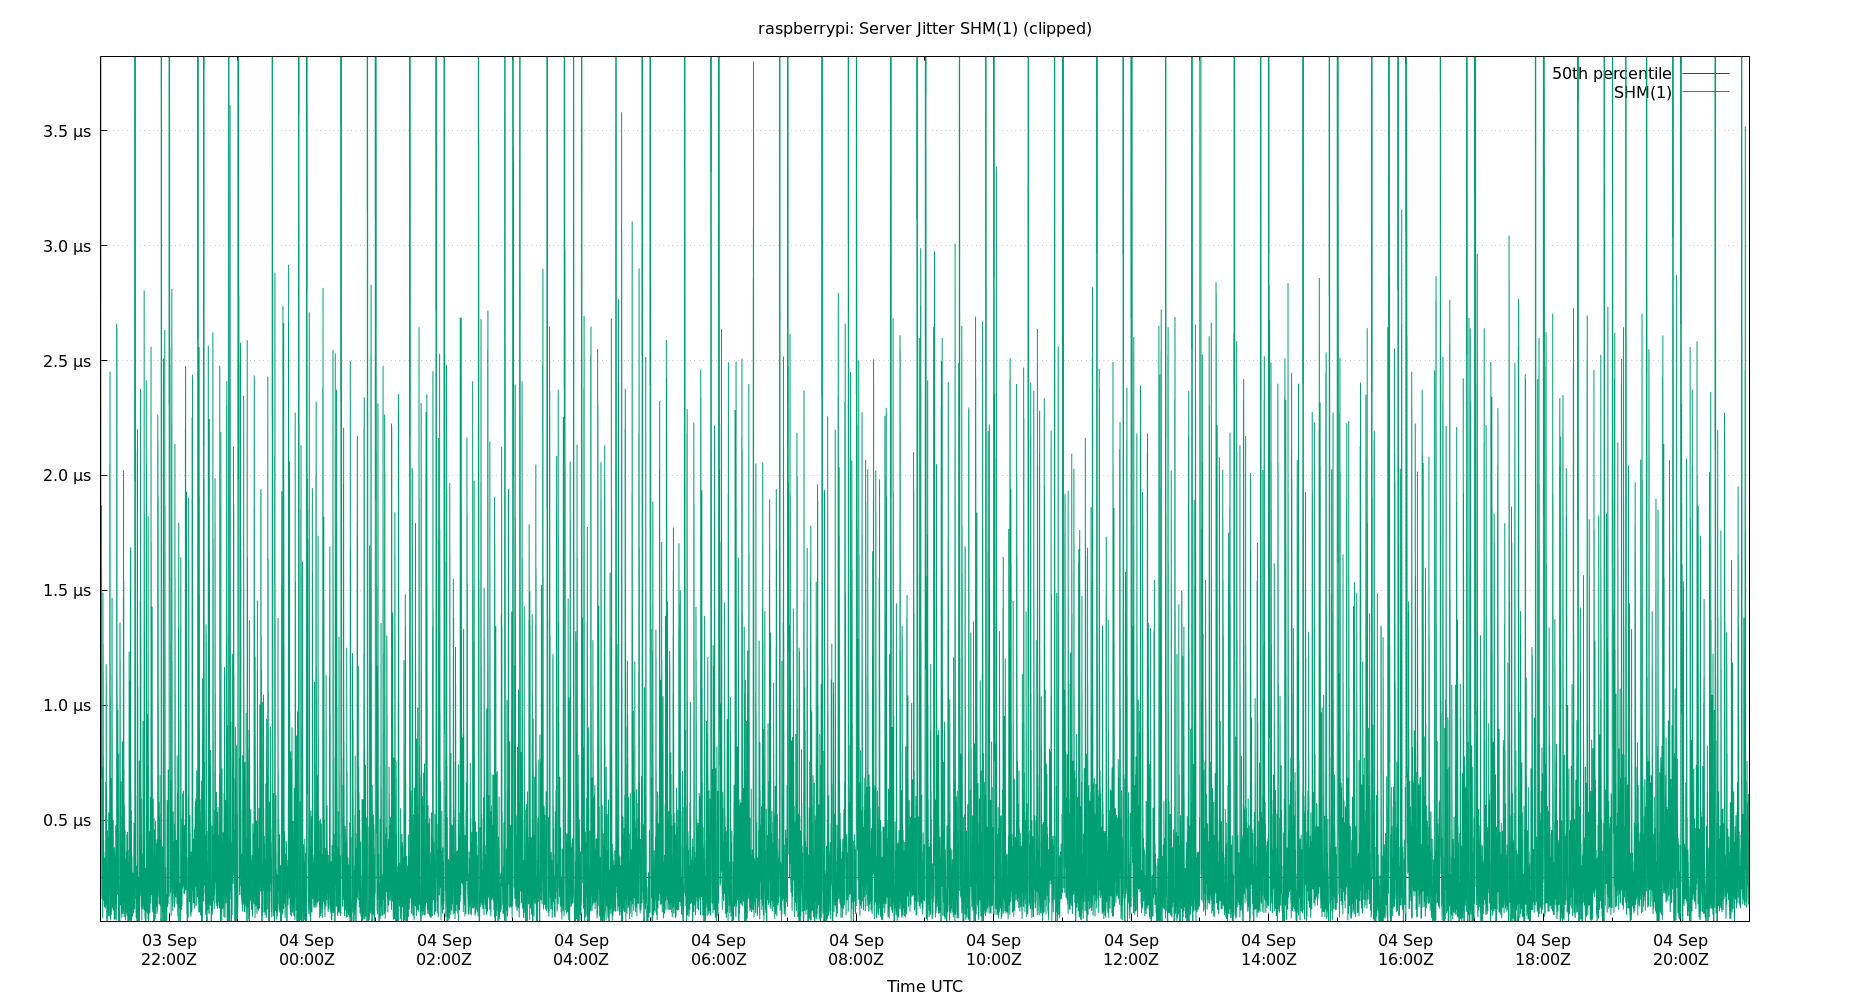 raspberrypi: Server Jitter SHM(1) (clipped)
50th percentile
SHM(1)
3.5 µs
3.0 µs
2.5 µs
2.0 µs
1.5 µs
1.0 µs
0.5 µs
03 Sep 04 Sep 04 Sep 04 Sep 04 Sep 04 Sep 04 Sep 04 Sep 04 Sep 04 Sep 04 Sep 04 Sep
22:00Z 00:00Z 02:00Z 04:00Z 06:00Z 08:00Z 10:00Z 12:00Z 14:00Z 16:00Z 18:00Z 20:00Z
Time UTC